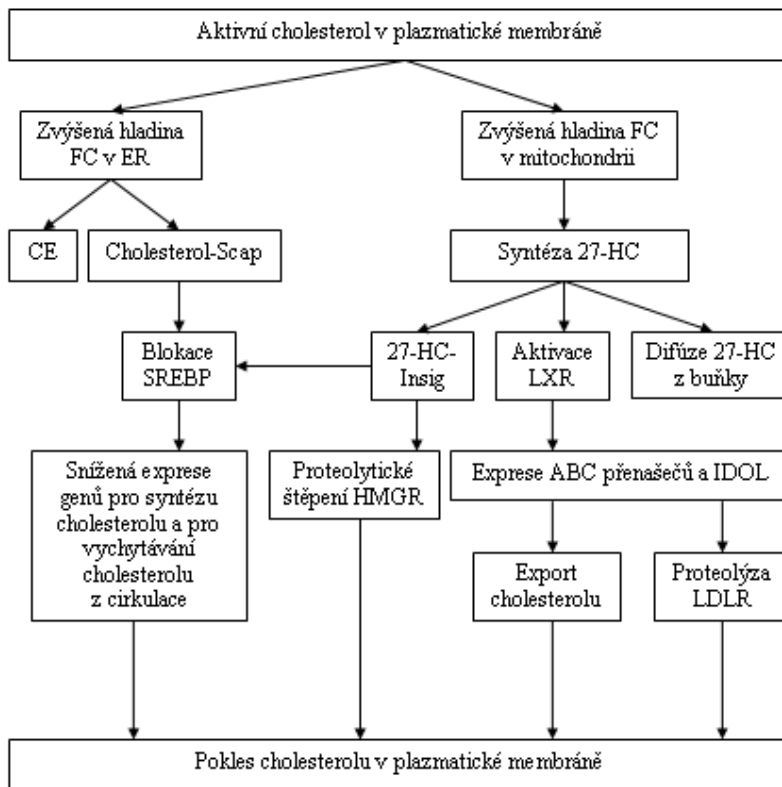 Aktivní cholesterol v plazmatické membráně
Zvýšená hladina
FC v ER
Zvýšená hladina FC
v mitochondrii
CE
Cholesterol-Scap
Syntéza 27-HC
Blokace
SREBP
27-HC-
Insig
Aktivace
LXR
Difúze 27-HC
z buňky
Snížená exprese
genů pro syntézu
cholesterolu a pro
vychytávání
cholesterolu
z cirkulace
Proteolytické
štěpení HMGR
Exprese ABC přenašečů a IDOL
Export
cholesterolu
Proteolýza
LDLR
Pokles cholesterolu v plazmatické membráně